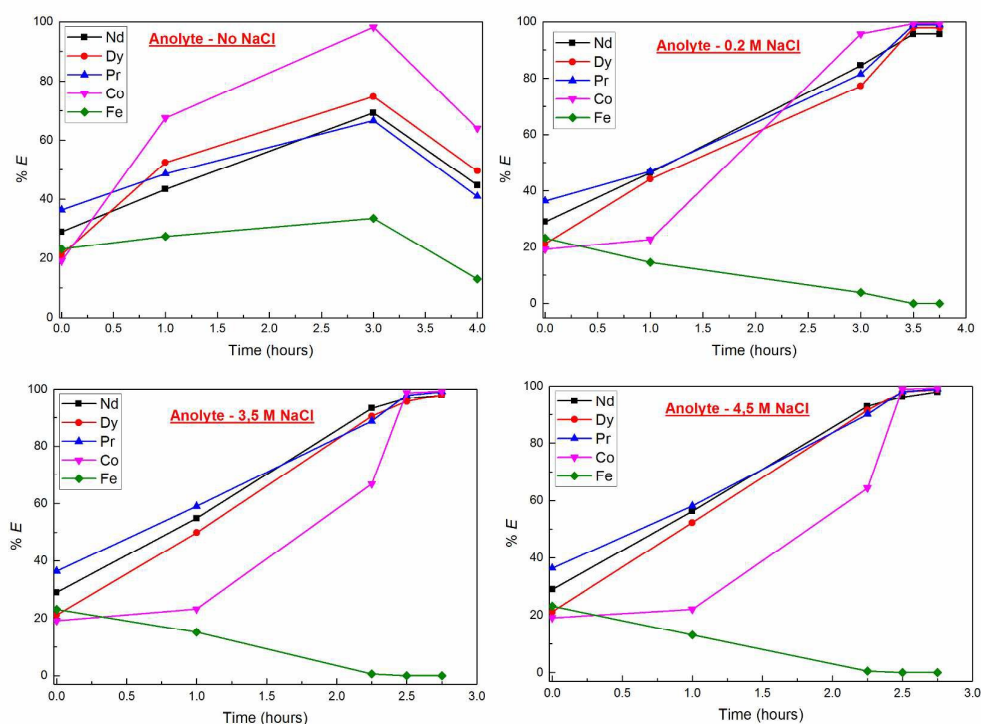 Anolyte - No NaCl
Nd
Dy
Pr
Co
Fe
% E
100
80
60
40
20
0
0.0 0.5 1.0 1.5 2.0 2.5 3.0 3.5 4.0
Time (hours)
Anolyte - 0.2 M NaCl
Nd
Dy
Pr
Co
Fe
% E
100
80
60
40
20
0
0.0 0.5 1.0 1.5 2.0 2.5 3.0 3.5 4.0
Time (hours)
Anolyte - 3,5 M NaCl
Nd
Dy
Pr
Co
Fe
% E
100
80
60
40
20
0
0.0 0.5 1.0 1.5 2.0 2.5 3.0
Time (hours)
Anolyte - 4,5 M NaCl
Nd
Dy
Pr
Co
Fe
% E
100
80
60
40
20
0
0.0 0.5 1.0 1.5 2.0 2.5 3.0
Time (hours)